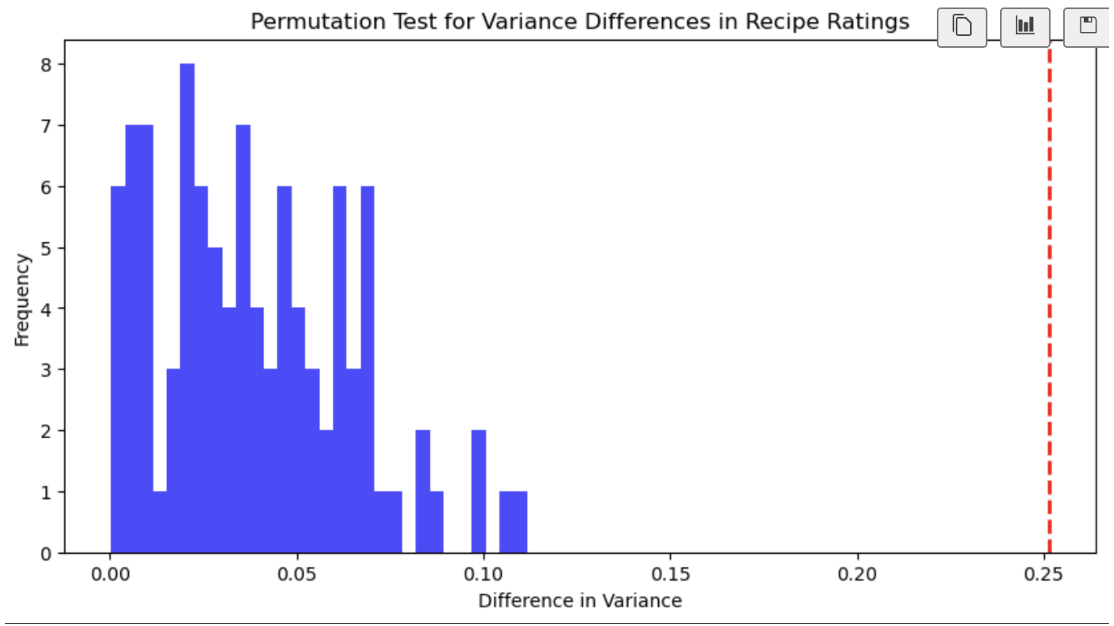 Permutation Test for Variance Differences in Recipe Ratings
8
7
6
5
4
3
2
1
0
Frequency
0.00 0.05 0.10 0.15 0.20 0.25
Difference in Variance